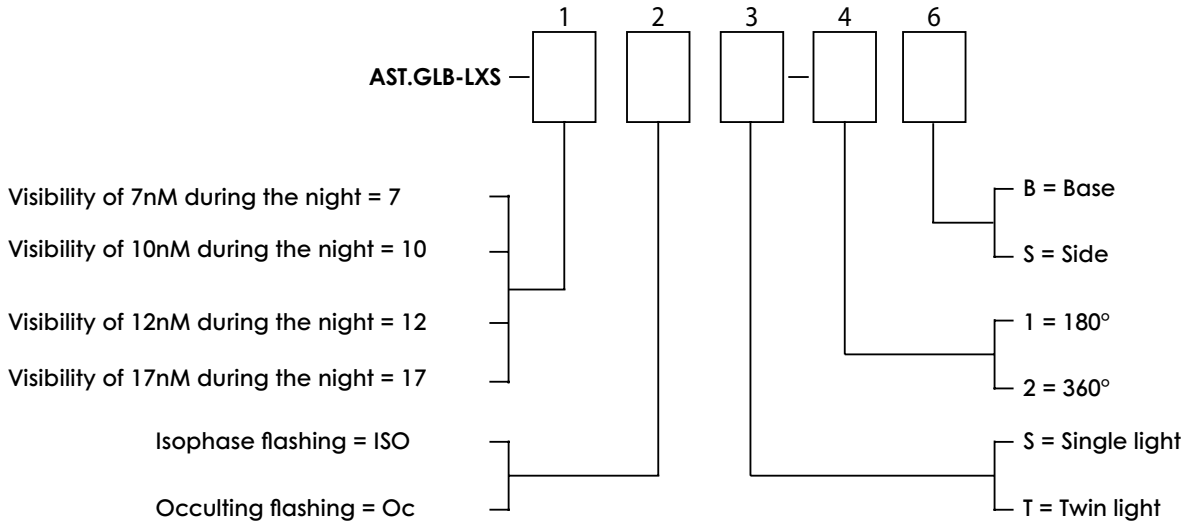 1 2 3 4 6
AST.GLB-LXS
Visibility of 7nM during the night = 7
Visibility of 10nM during the night = 10
Visibility of 12nM during the night = 12
Visibility of 17nM during the night = 17
Isophase flashing = ISO
Occulting flashing = Oc
B = Base
S = Side
1 = 180°
2 = 360°
S = Single light
T = Twin light